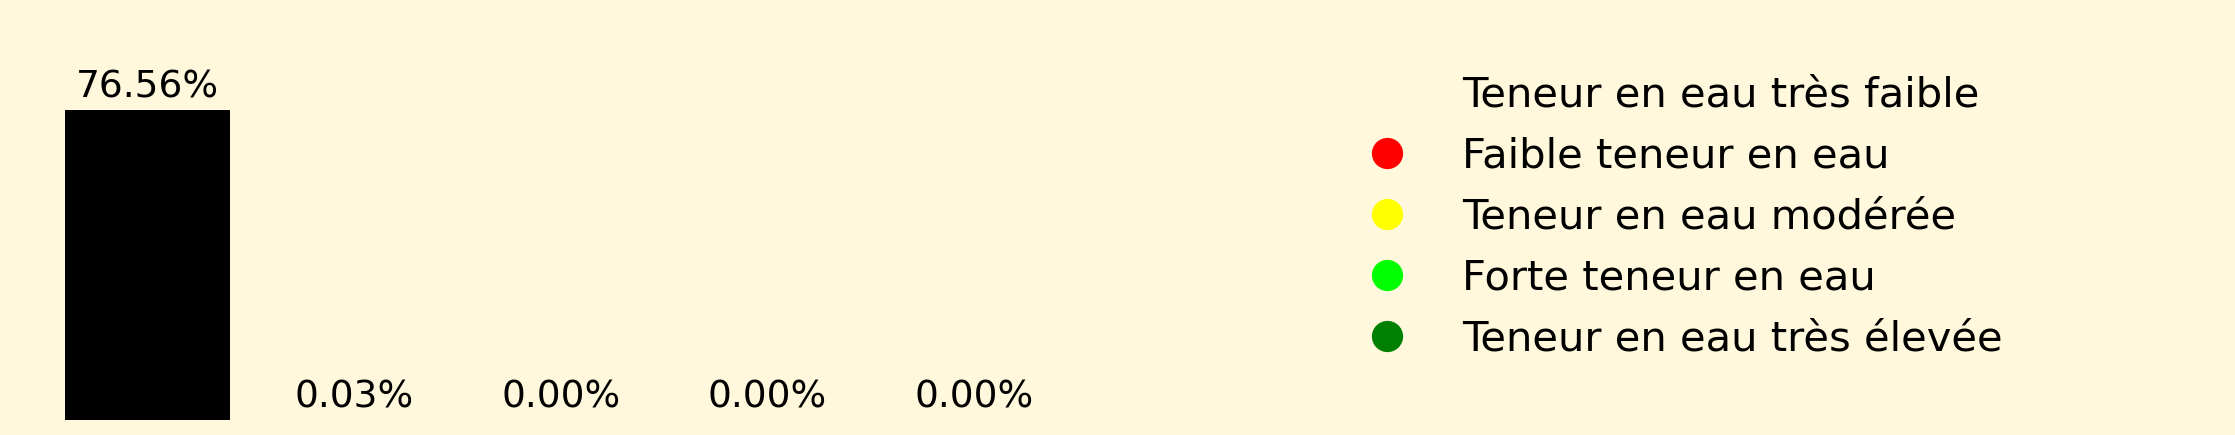 76.56%
0.03%
0.00%
0.00%
0.00%
Teneur en eau très faible
Faible teneur en eau
Teneur en eau modérée
Forte teneur en eau
Teneur en eau très élevée